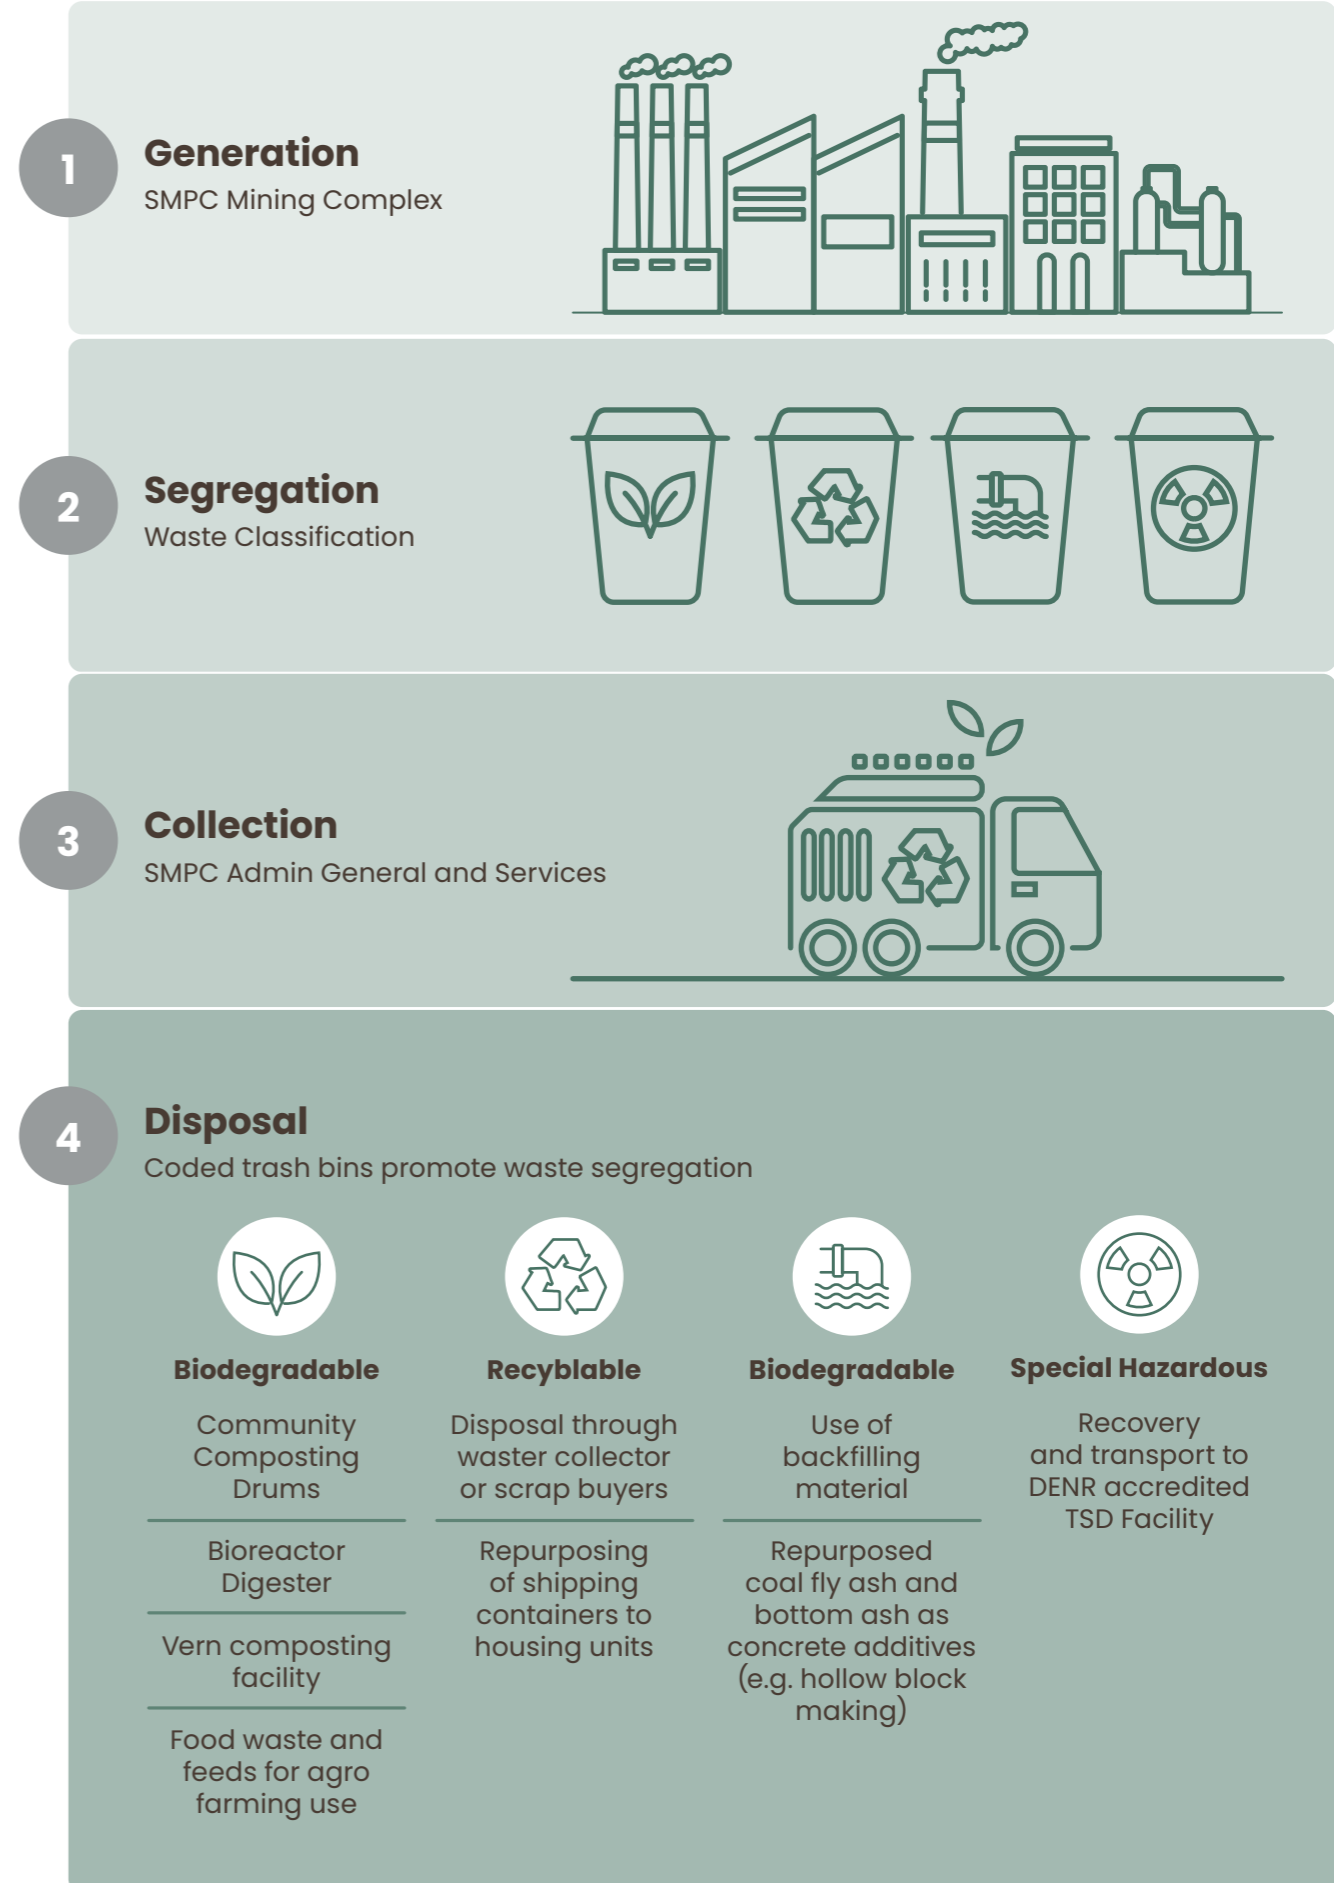 1
Generation
SMPC Mining Complex
2
Segregation
Waste Classification
3
Collection
SMPC Admin General and Services
4
Disposal
Coded trash bins promote waste segregation
Biodegradable
Community
Composting
Drums
Bioreactor
Digester
Vern composting
facility
Food waste and
feeds for agro
farming use
Recyblable
Disposal through
waster collector
or scrap buyers
Repurposing
of shipping
containers to
housing units
Biodegradable
Use of
backfilling
material
Repurposed
coal fly ash and
bottom ash as
concrete additives
(e.g. hollow block
making)
Special Hazardous
Recovery
and transport to
DENR accredited
TSD Facility